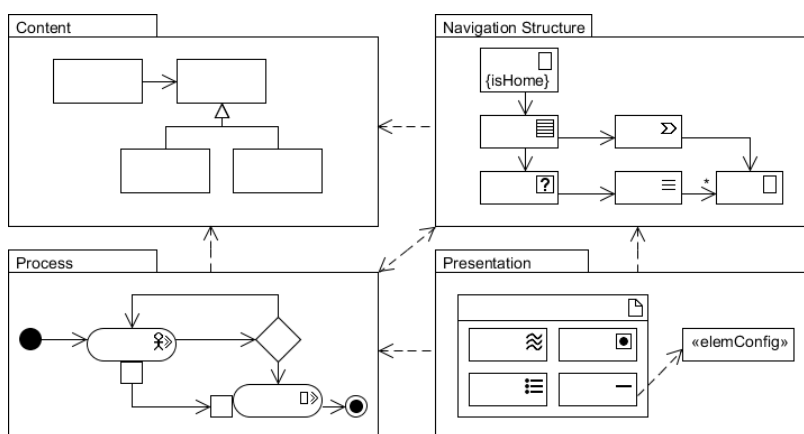 Content
Navigation Structure
{isHome}
?
*
Process
Presentation
«elemConfig»